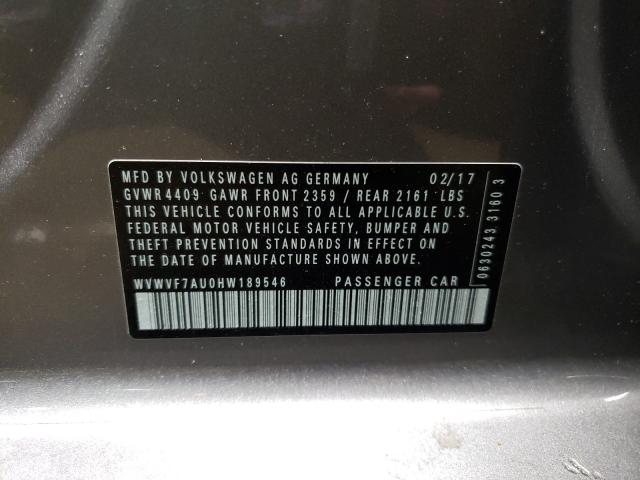 MFD BY VOLKSWAGEN AG GERMANY 02/17
GVWR 4409 GAWR FRONT 2359 / REAR 2161 LBS
THIS VEHICLE CONFORMS TO ALL APPLICABLE U.S.
FEDERAL MOTOR VEHICLE SAFETY, BUMPER AND
THEFT PREVENTION STANDARDS IN EFFECT ON
THE DATE OF MANUFACTURE SHOWN ABOVE.
WVWVF7AU0HW189546 PASSENGER CAR
0630243 3160 3